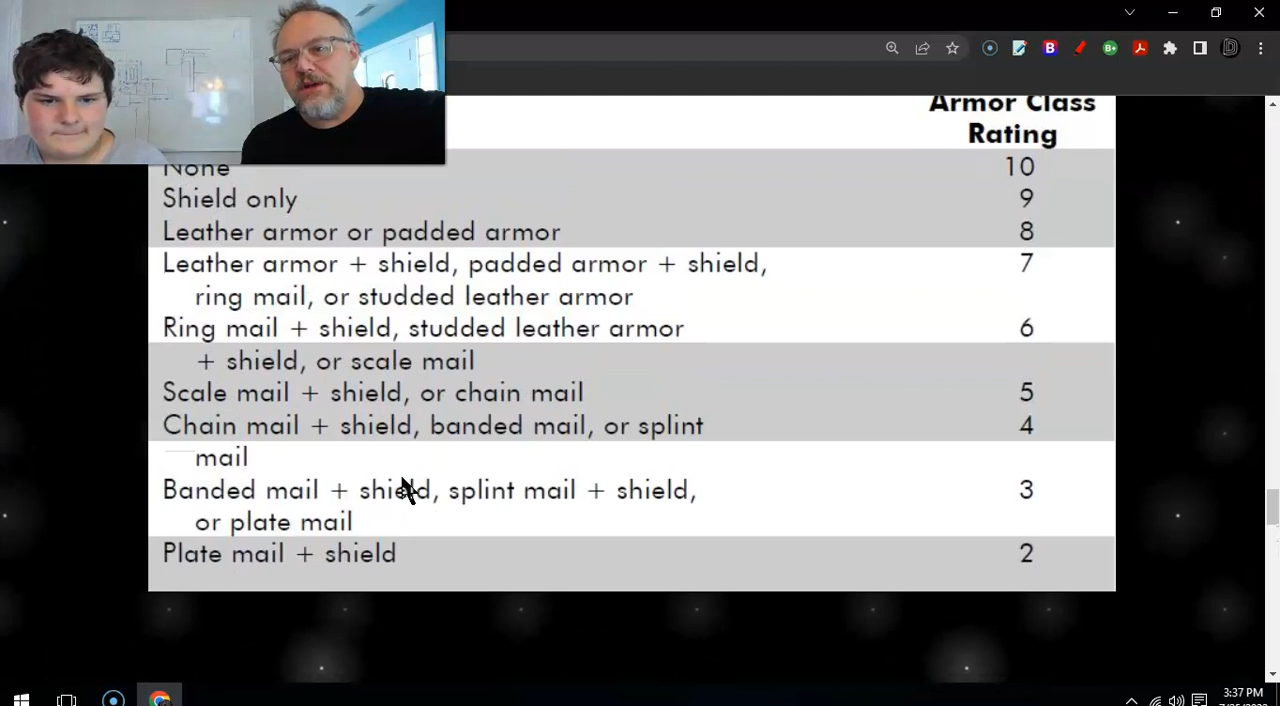 Armor Class
Rating
None 10
Shield only 9
Leather armor or padded armor 8
Leather armor + shield, padded armor + shield, 7
ring mail, or studded leather armor
Ring mail + shield, studded leather armor 6
+ shield, or scale mail
Scale mail + shield, or chain mail 5
Chain mail + shield, banded mail, or splint 4
mail
Banded mail + shield, splint mail + shield, 3
or plate mail
Plate mail + shield 2
3:37 PM